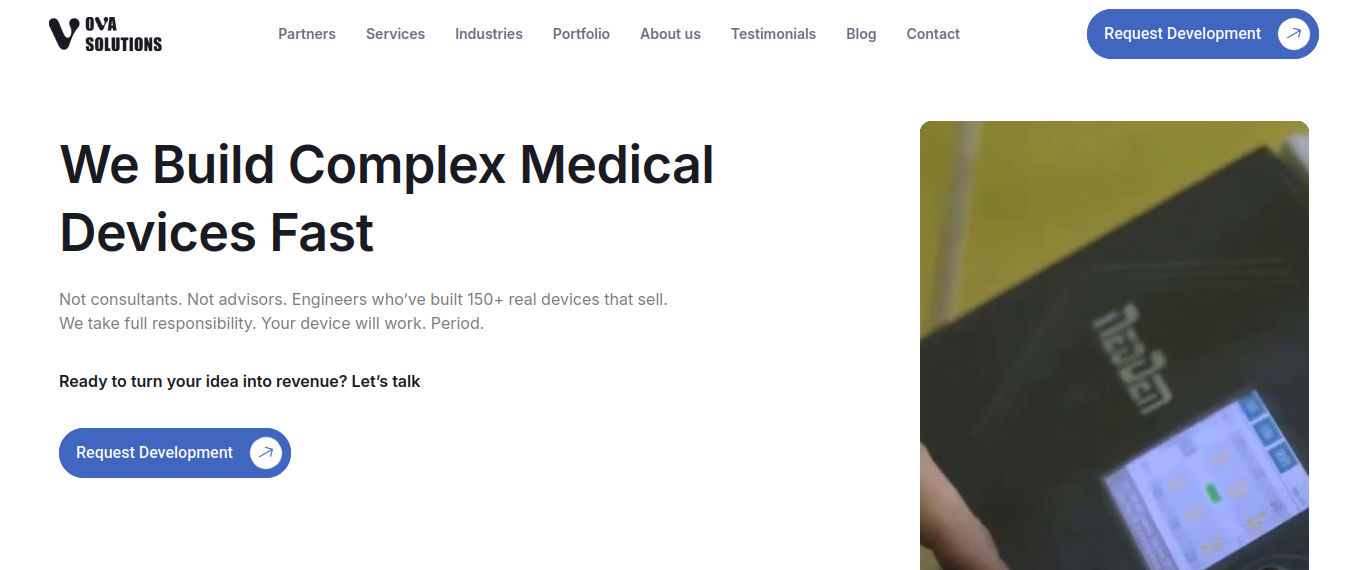 OVA
SOLUTIONS
Partners
Services
Industries
Portfolio
About us
Testimonials
Blog
Contact
Request Development
We Build Complex Medical
Devices Fast
Not consultants. Not advisors. Engineers who’ve built 150+ real devices that sell.
We take full responsibility. Your device will work. Period.
Ready to turn your idea into revenue? Let’s talk
Request Development